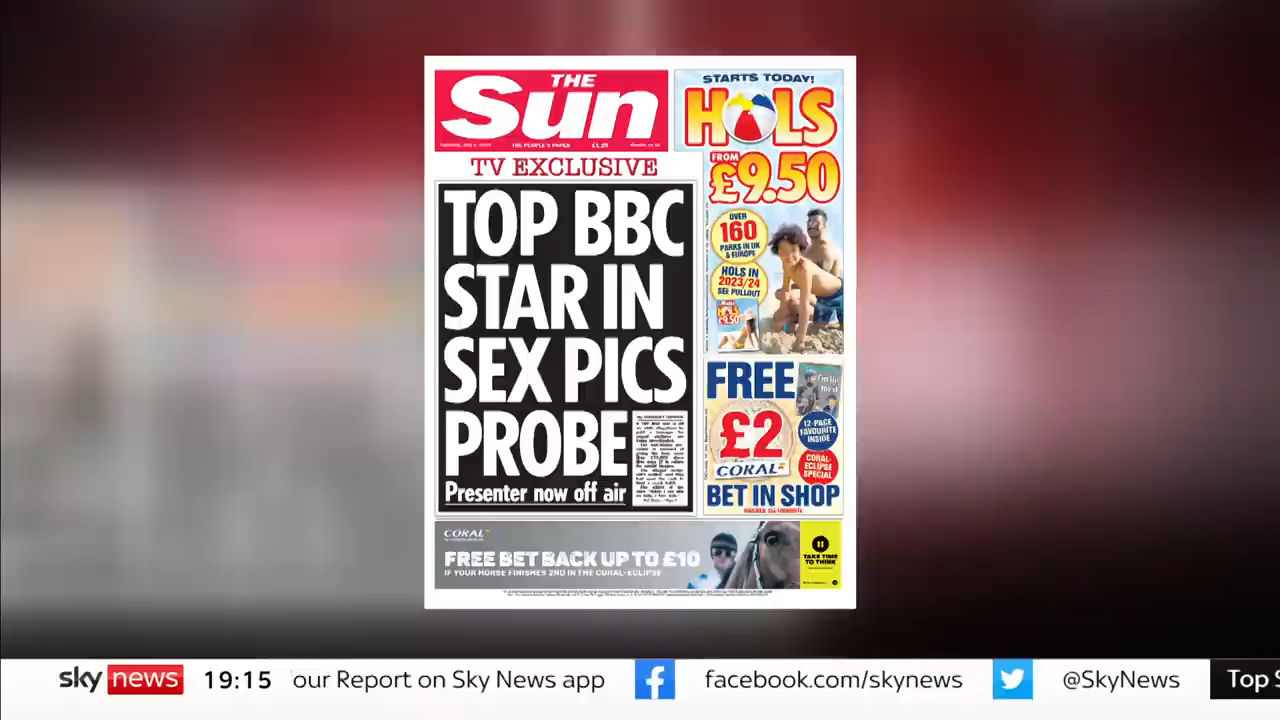 THE
Sun
THE PEOPLE'S PAPER
TV EXCLUSIVE
TOP BBC
STAR IN
SEX PICS
PROBE
Presenter now off air
STARTS TODAY!
HOLS
FROM
£9.50
OVER
160
PARKS IN UK
& EUROPE
HOLS IN
2023/24
SEE PULLOUT
FREE
£2
CORAL
BET IN SHOP
I'm Up
for it
12-PAGE
FAVOURITE
INSIDE
CORAL-
ECLIPSE
SPECIAL
CORAL
FREE BET BACK UP TO £10
IF YOUR HORSE FINISHES 2ND IN THE CORAL-ECLIPSE
TAKE TIME
TO THINK
sky news 19:15 our Report on Sky News app facebook.com/skynews @SkyNews Top S